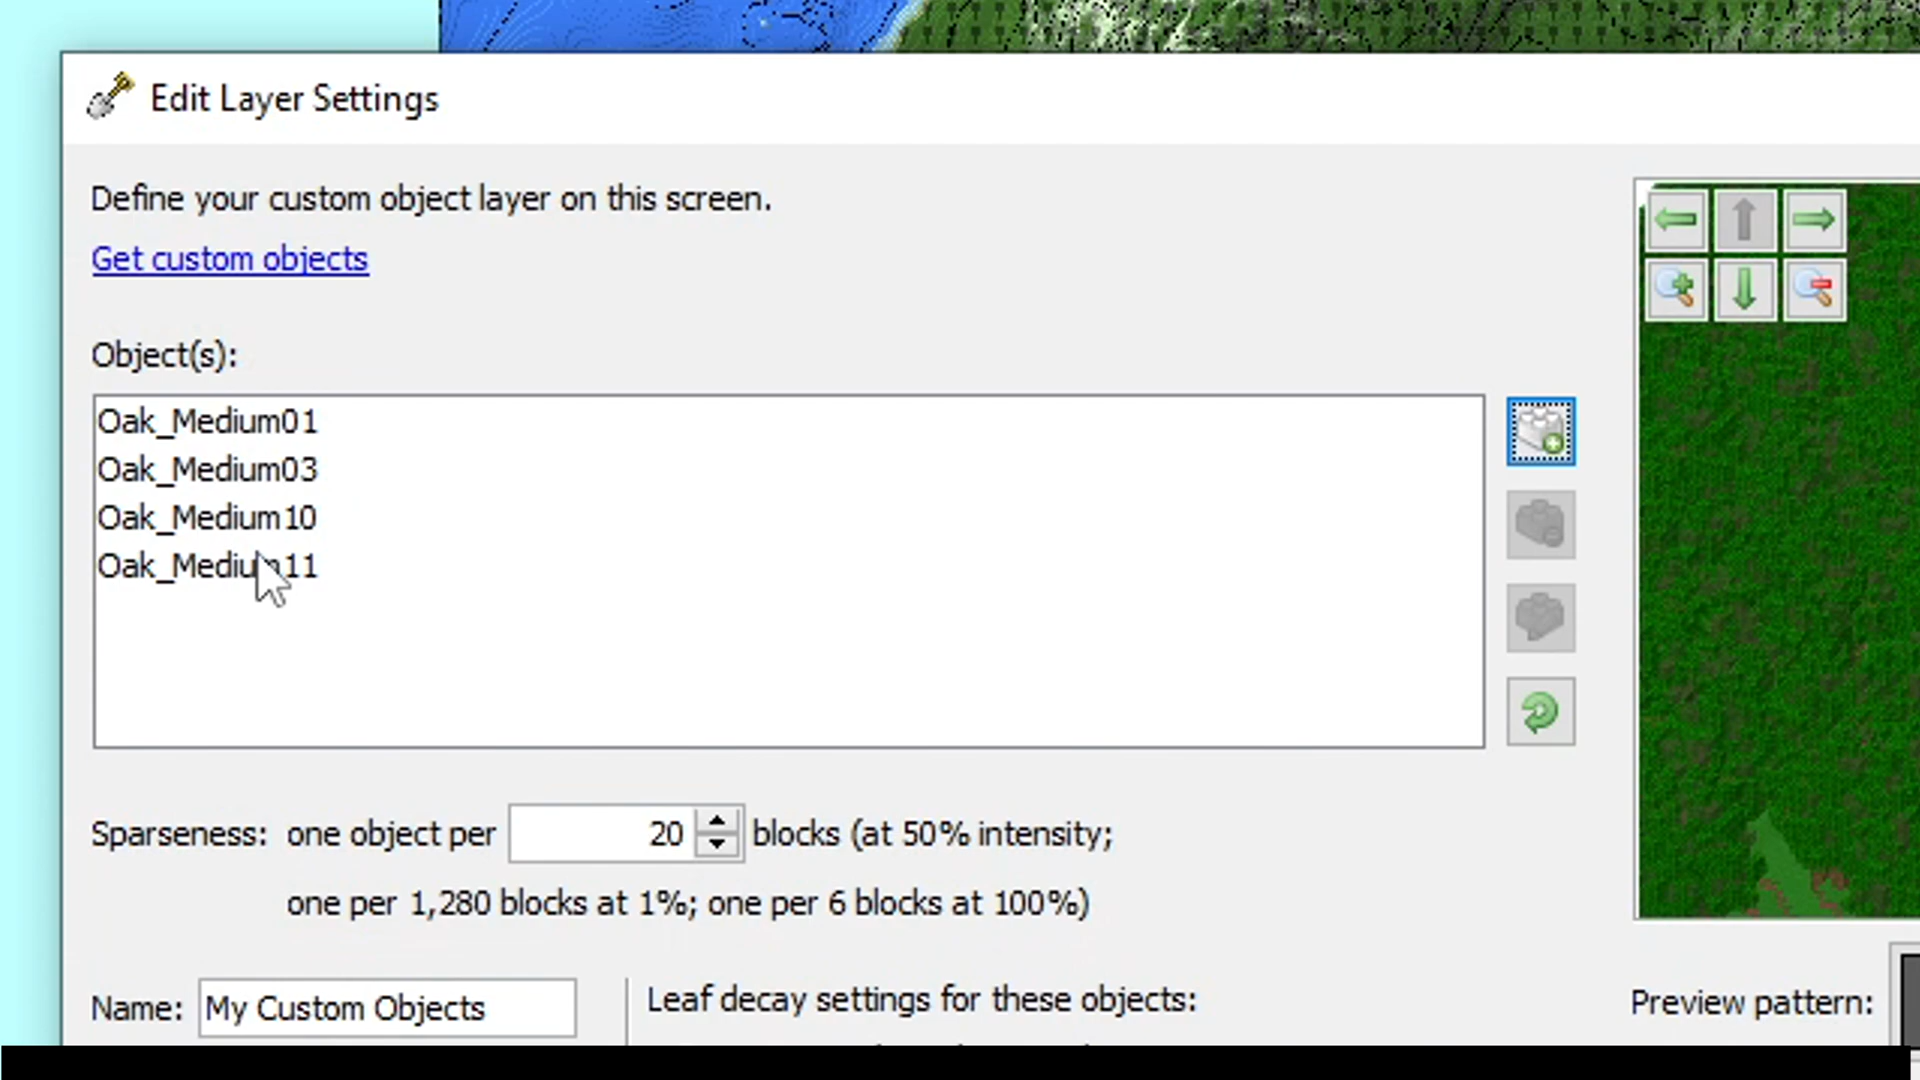 Edit Layer Settings
Define your custom object layer on this screen.
Get custom objects
Object(s):
Oak_Medium01
Oak_Medium03
Oak_Medium10
Oak_Medium11
Sparseness: one object per 20 blocks (at 50% intensity;
one per 1,280 blocks at 1%; one per 6 blocks at 100%)
Name: My Custom Objects
Leaf decay settings for these objects:
Preview pattern: